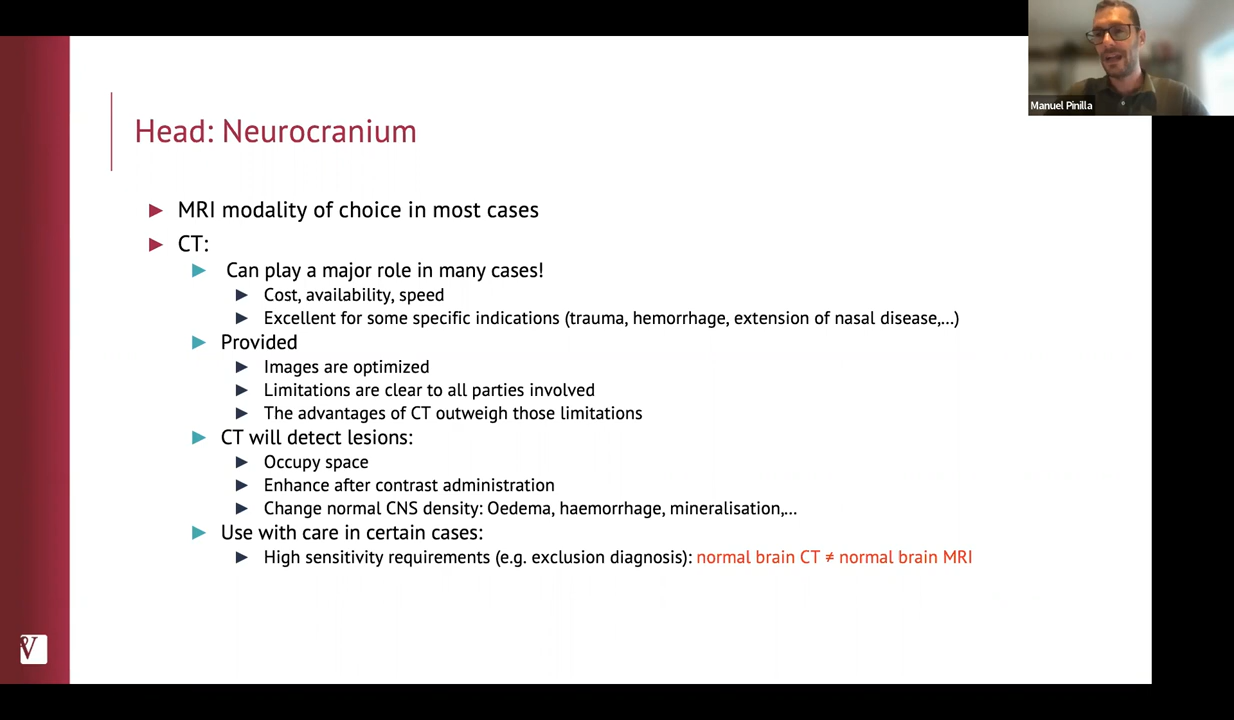 Manuel Pinilla
Head: Neurocranium
MRI modality of choice in most cases
CT:
Can play a major role in many cases!
Cost, availability, speed
Excellent for some specific indications (trauma, hemorrhage, extension of nasal disease,...)
Provided
Images are optimized
Limitations are clear to all parties involved
The advantages of CT outweigh those limitations
CT will detect lesions:
Occupy space
Enhance after contrast administration
Change normal CNS density: Oedema, haemorrhage, mineralisation,...
Use with care in certain cases:
High sensitivity requirements (e.g. exclusion diagnosis): normal brain CT ≠ normal brain MRI
V